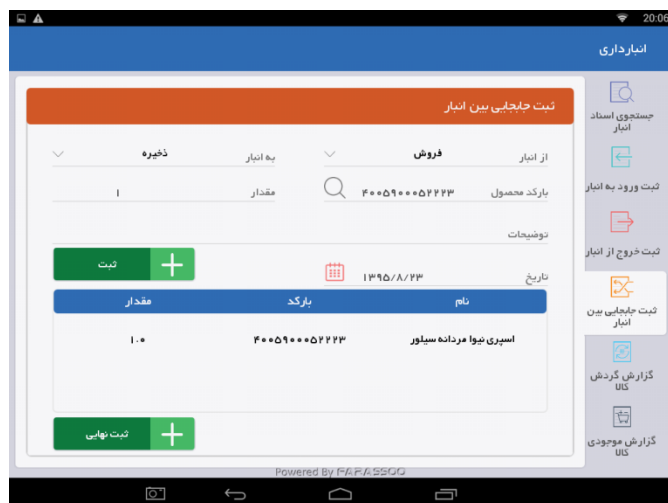 20:06
انبارداری
جستجوی اسناد
انبار
ثبت ورود به انبار
ثبت خروج از انبار
ثبت جابجایی بین
انبار
گزارش گردش
کالا
گزارش موجودی
کالا
ثبت جابجایی بین انبار
از انبار فروش به انبار ذخیره
بارکد محصول ۴۰۰۵۹۰۰۰۵۲۲۲۳ مقدار ۱
توضیحات
تاریخ ۱۳۹۵/۸/۲۳ ثبت
نام بارکد مقدار
اسپری نیوا مردانه سیلور ۴۰۰۵۹۰۰۰۵۲۲۲۳ ۱.۰
ثبت نهایی
Powered By FARASSOO